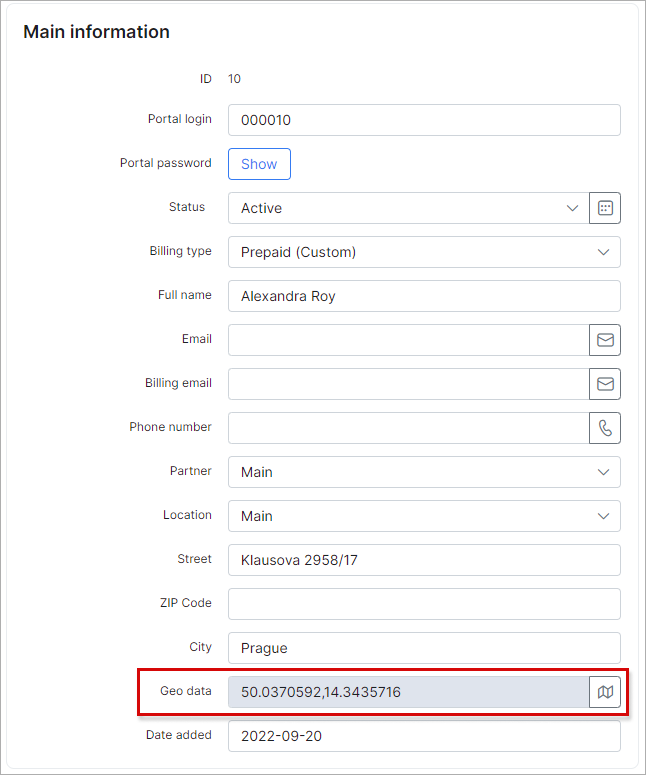 Main information
ID 10
Portal login 000010
Portal password Show
Status Active
Billing type Prepaid (Custom)
Full name Alexandra Roy
Email
Billing email
Phone number
Partner Main
Location Main
Street Klausova 2958/17
ZIP Code
City Prague
Geo data 50.0370592,14.3435716
Date added 2022-09-20